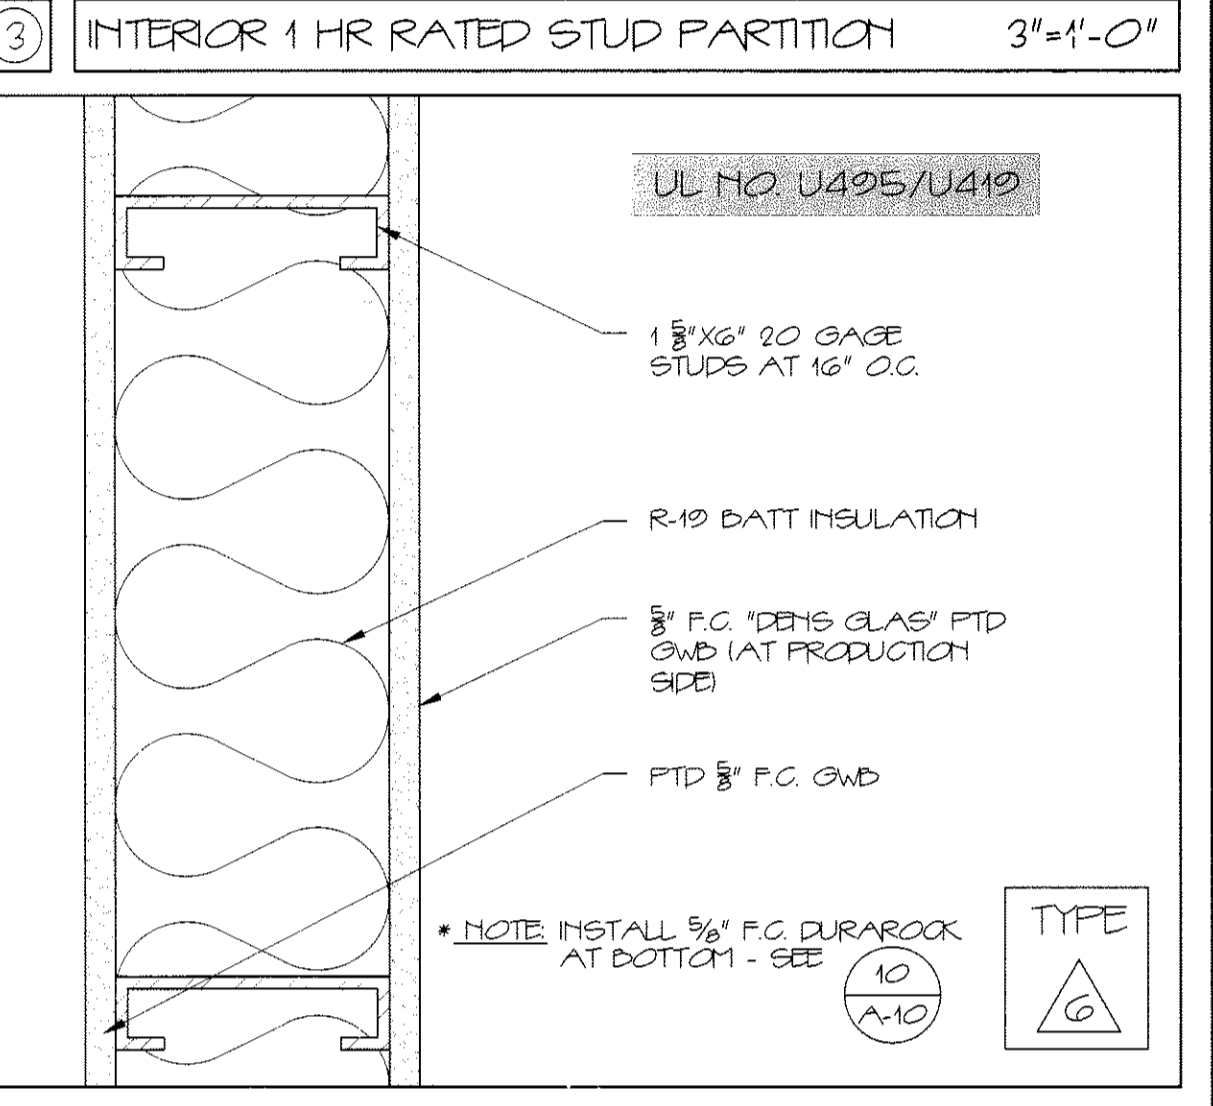 3
INTERIOR 1 HR RATED STUD PARTITION 3"=1'-0"
UL NO. U495/U419
1 5/8"X6" 20 GAGE
STUDS AT 16" O.C.
R-19 BATT INSULATION
5/8" F.C. "DENS GLAS" PTD
GWB (AT PRODUCTION
SIDE)
PTD 5/8" F.C. GWB
* NOTE: INSTALL 5/8" F.C. DURAROCK
AT BOTTOM - SEE
10
A-10
TYPE
6